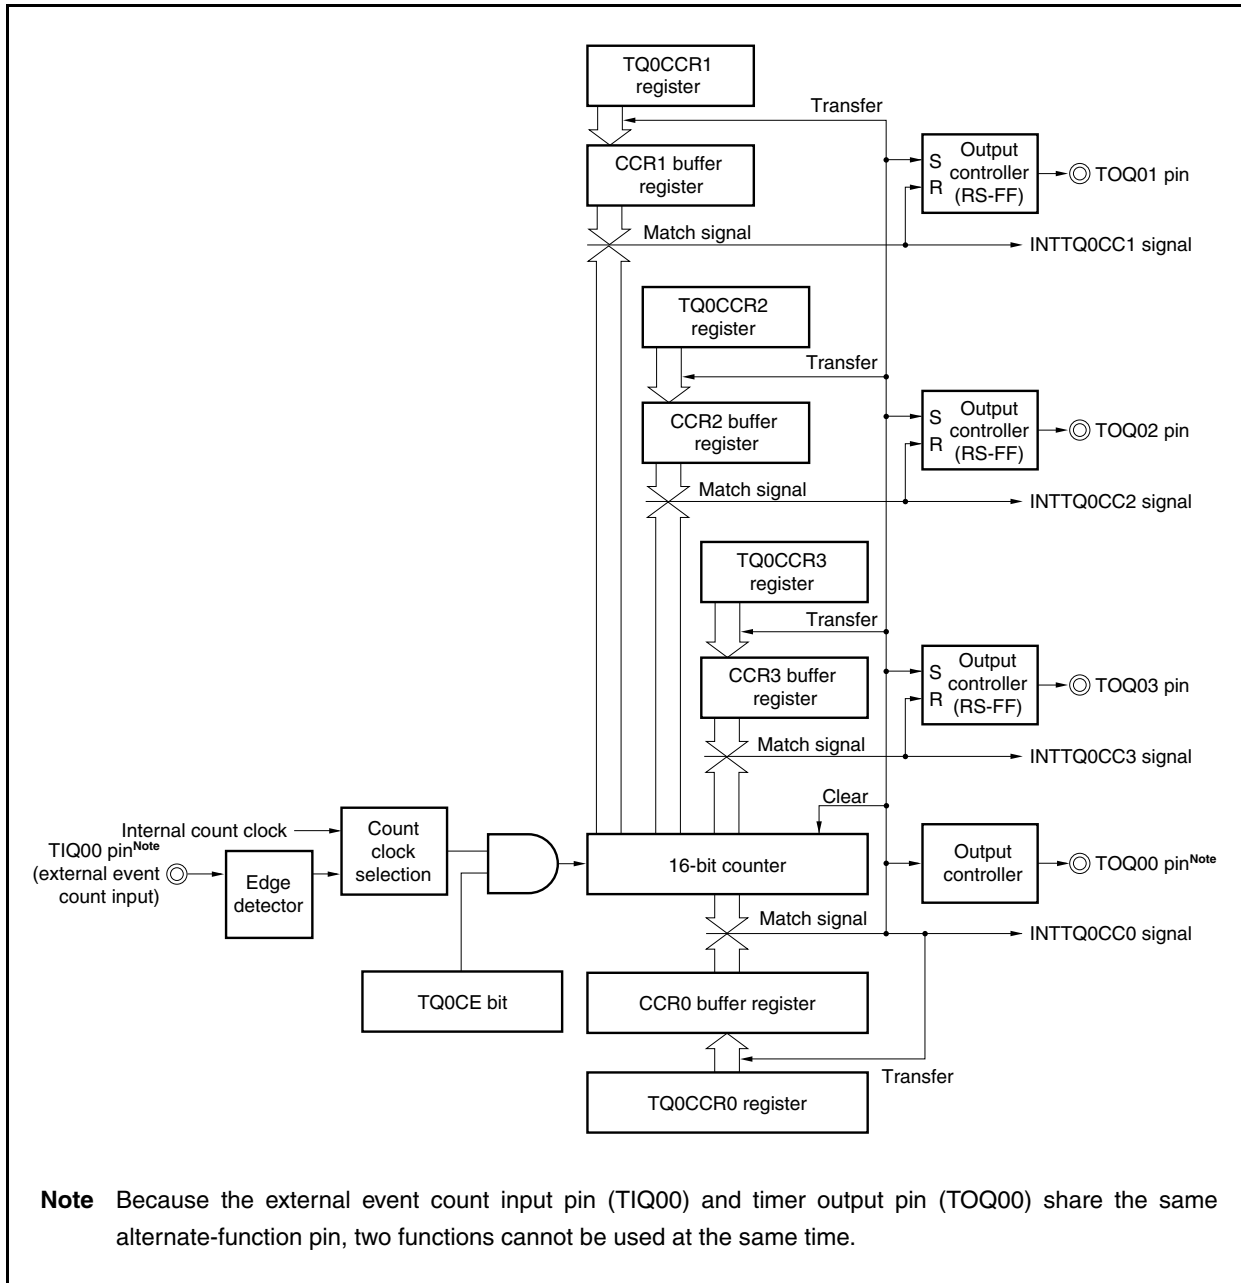 TQ0CCR1
register
Transfer
CCR1 buffer
register
S
R
Output
controller
(RS-FF)
TOQ01 pin
Match signal
INTTQ0CC1 signal
TQ0CCR2
register
Transfer
CCR2 buffer
register
S
R
Output
controller
(RS-FF)
TOQ02 pin
Match signal
INTTQ0CC2 signal
TQ0CCR3
register
Transfer
CCR3 buffer
register
S
R
Output
controller
(RS-FF)
TOQ03 pin
Match signal
INTTQ0CC3 signal
Clear
Internal count clock
TIQ00 pin Note
(external event
count input)
Edge
detector
Count
clock
selection
16-bit counter
Output
controller
TOQ00 pin Note
Match signal
INTTQ0CC0 signal
TQ0CE bit
CCR0 buffer register
Transfer
TQ0CCR0 register
Note Because the external event count input pin (TIQ00) and timer output pin (TOQ00) share the same
alternate-function pin, two functions cannot be used at the same time.